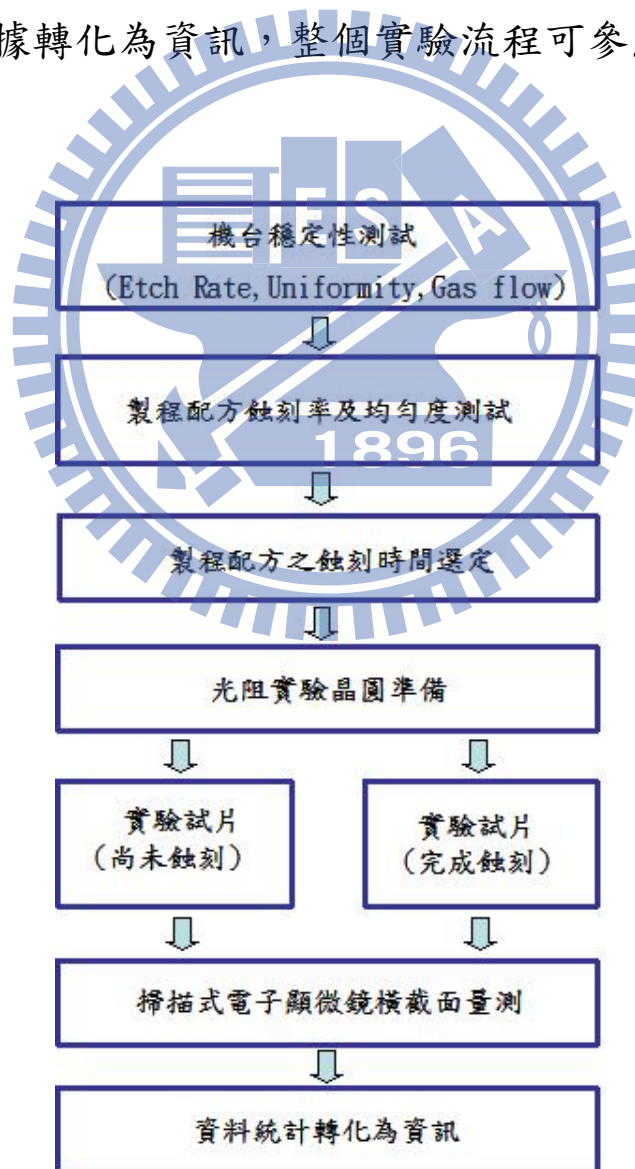 據轉化為資訊，整個實驗流程可參
機台穩定性測試
(Etch Rate,Uniformity,Gas flow)
製程配方蝕刻率及均勻度測試
1896
製程配方之蝕刻時間選定
光阻實驗晶圓準備
實驗試片
(尚未蝕刻)
實驗試片
(完成蝕刻)
掃描式電子顯微鏡橫截面量測
資料統計轉化為資訊